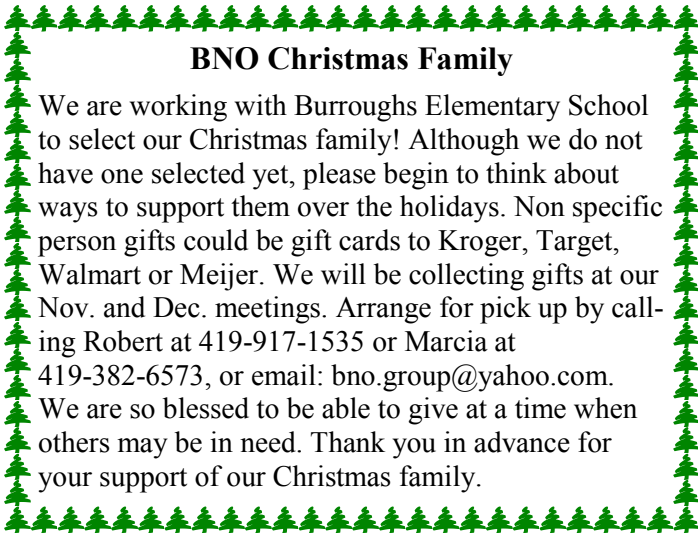 BNO Christmas Family
We are working with Burroughs Elementary School
to select our Christmas family! Although we do not
have one selected yet, please begin to think about
ways to support them over the holidays. Non specific
person gifts could be gift cards to Kroger, Target,
Walmart or Meijer. We will be collecting gifts at our
Nov. and Dec. meetings. Arrange for pick up by call-
ing Robert at 419-917-1535 or Marcia at
419-382-6573, or email: bno.group@yahoo.com.
We are so blessed to be able to give at a time when
others may be in need. Thank you in advance for
your support of our Christmas family.